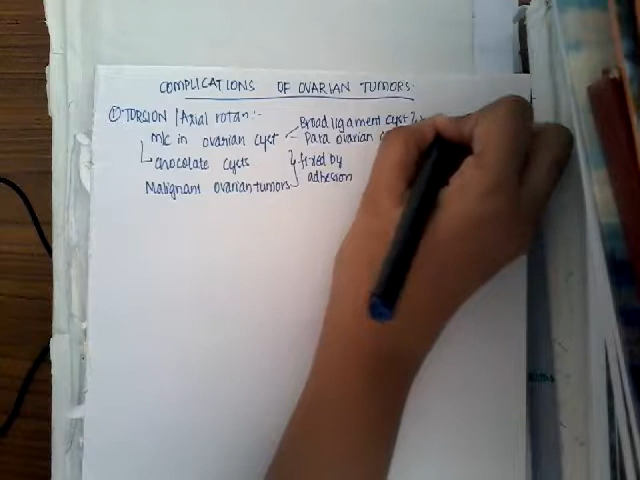 COMPLICATIONS OF OVARIAN TUMORS:
① TORSION / Axial rotan:-
M/c in ovarian cyst < Broad ligament cyst
Para ovarian
↳ chocolate cysts } fixed by
Malignant ovarian tumors adhesion